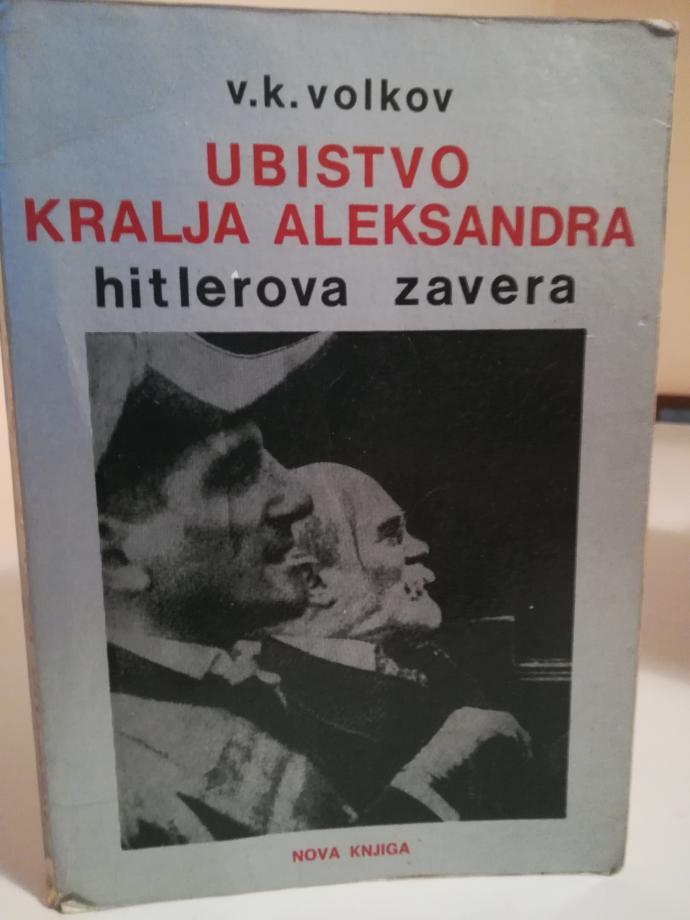 v.k.volkov
UBISTVO
KRALJA ALEKSANDRA
hitlerova zavera
NOVA KNJIGA